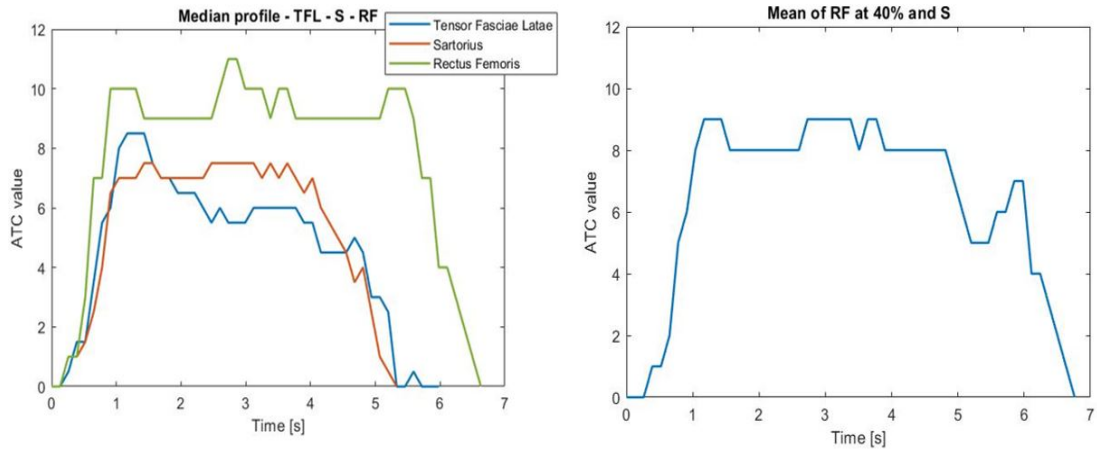 Median profile - TFL - S - RF
Tensor Fasciae Latae
Sartorius
Rectus Femoris
12
10
8
6
4
2
0
ATC value
0 1 2 3 4 5 6 7
Time [s]
Mean of RF at 40% and S
12
10
8
6
4
2
0
ATC value
0 1 2 3 4 5 6 7
Time [s]